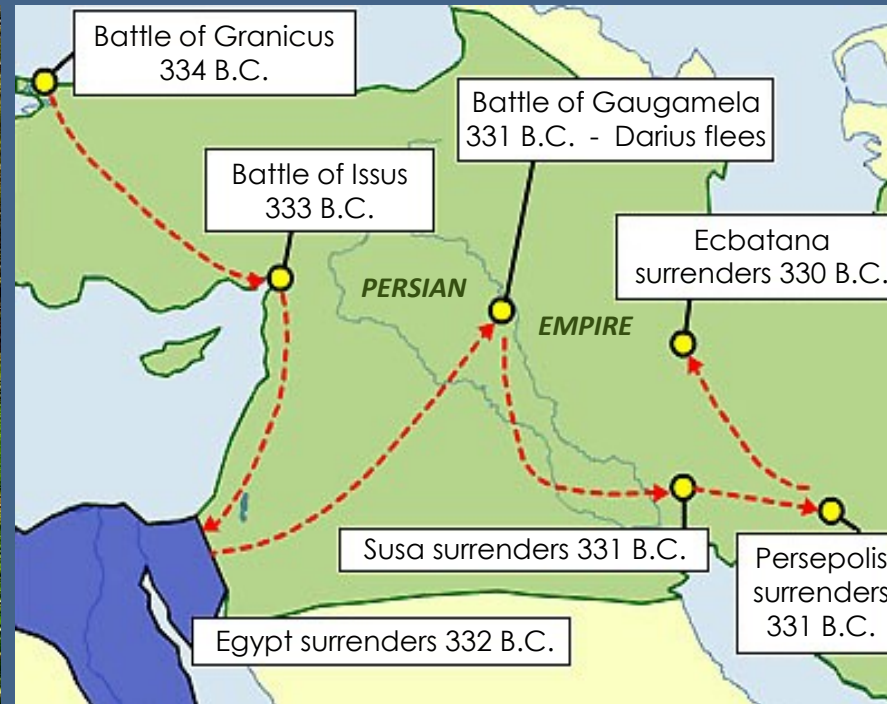 Battle of Granicus
334 B.C.
Battle of Gaugamela
331 B.C. - Darius flees
Battle of Issus
333 B.C.
Ecbatana
surrenders 330 B.C.
PERSIAN
EMPIRE
Susa surrenders 331 B.C.
Persepolis
surrenders
331 B.C.
Egypt surrenders 332 B.C.